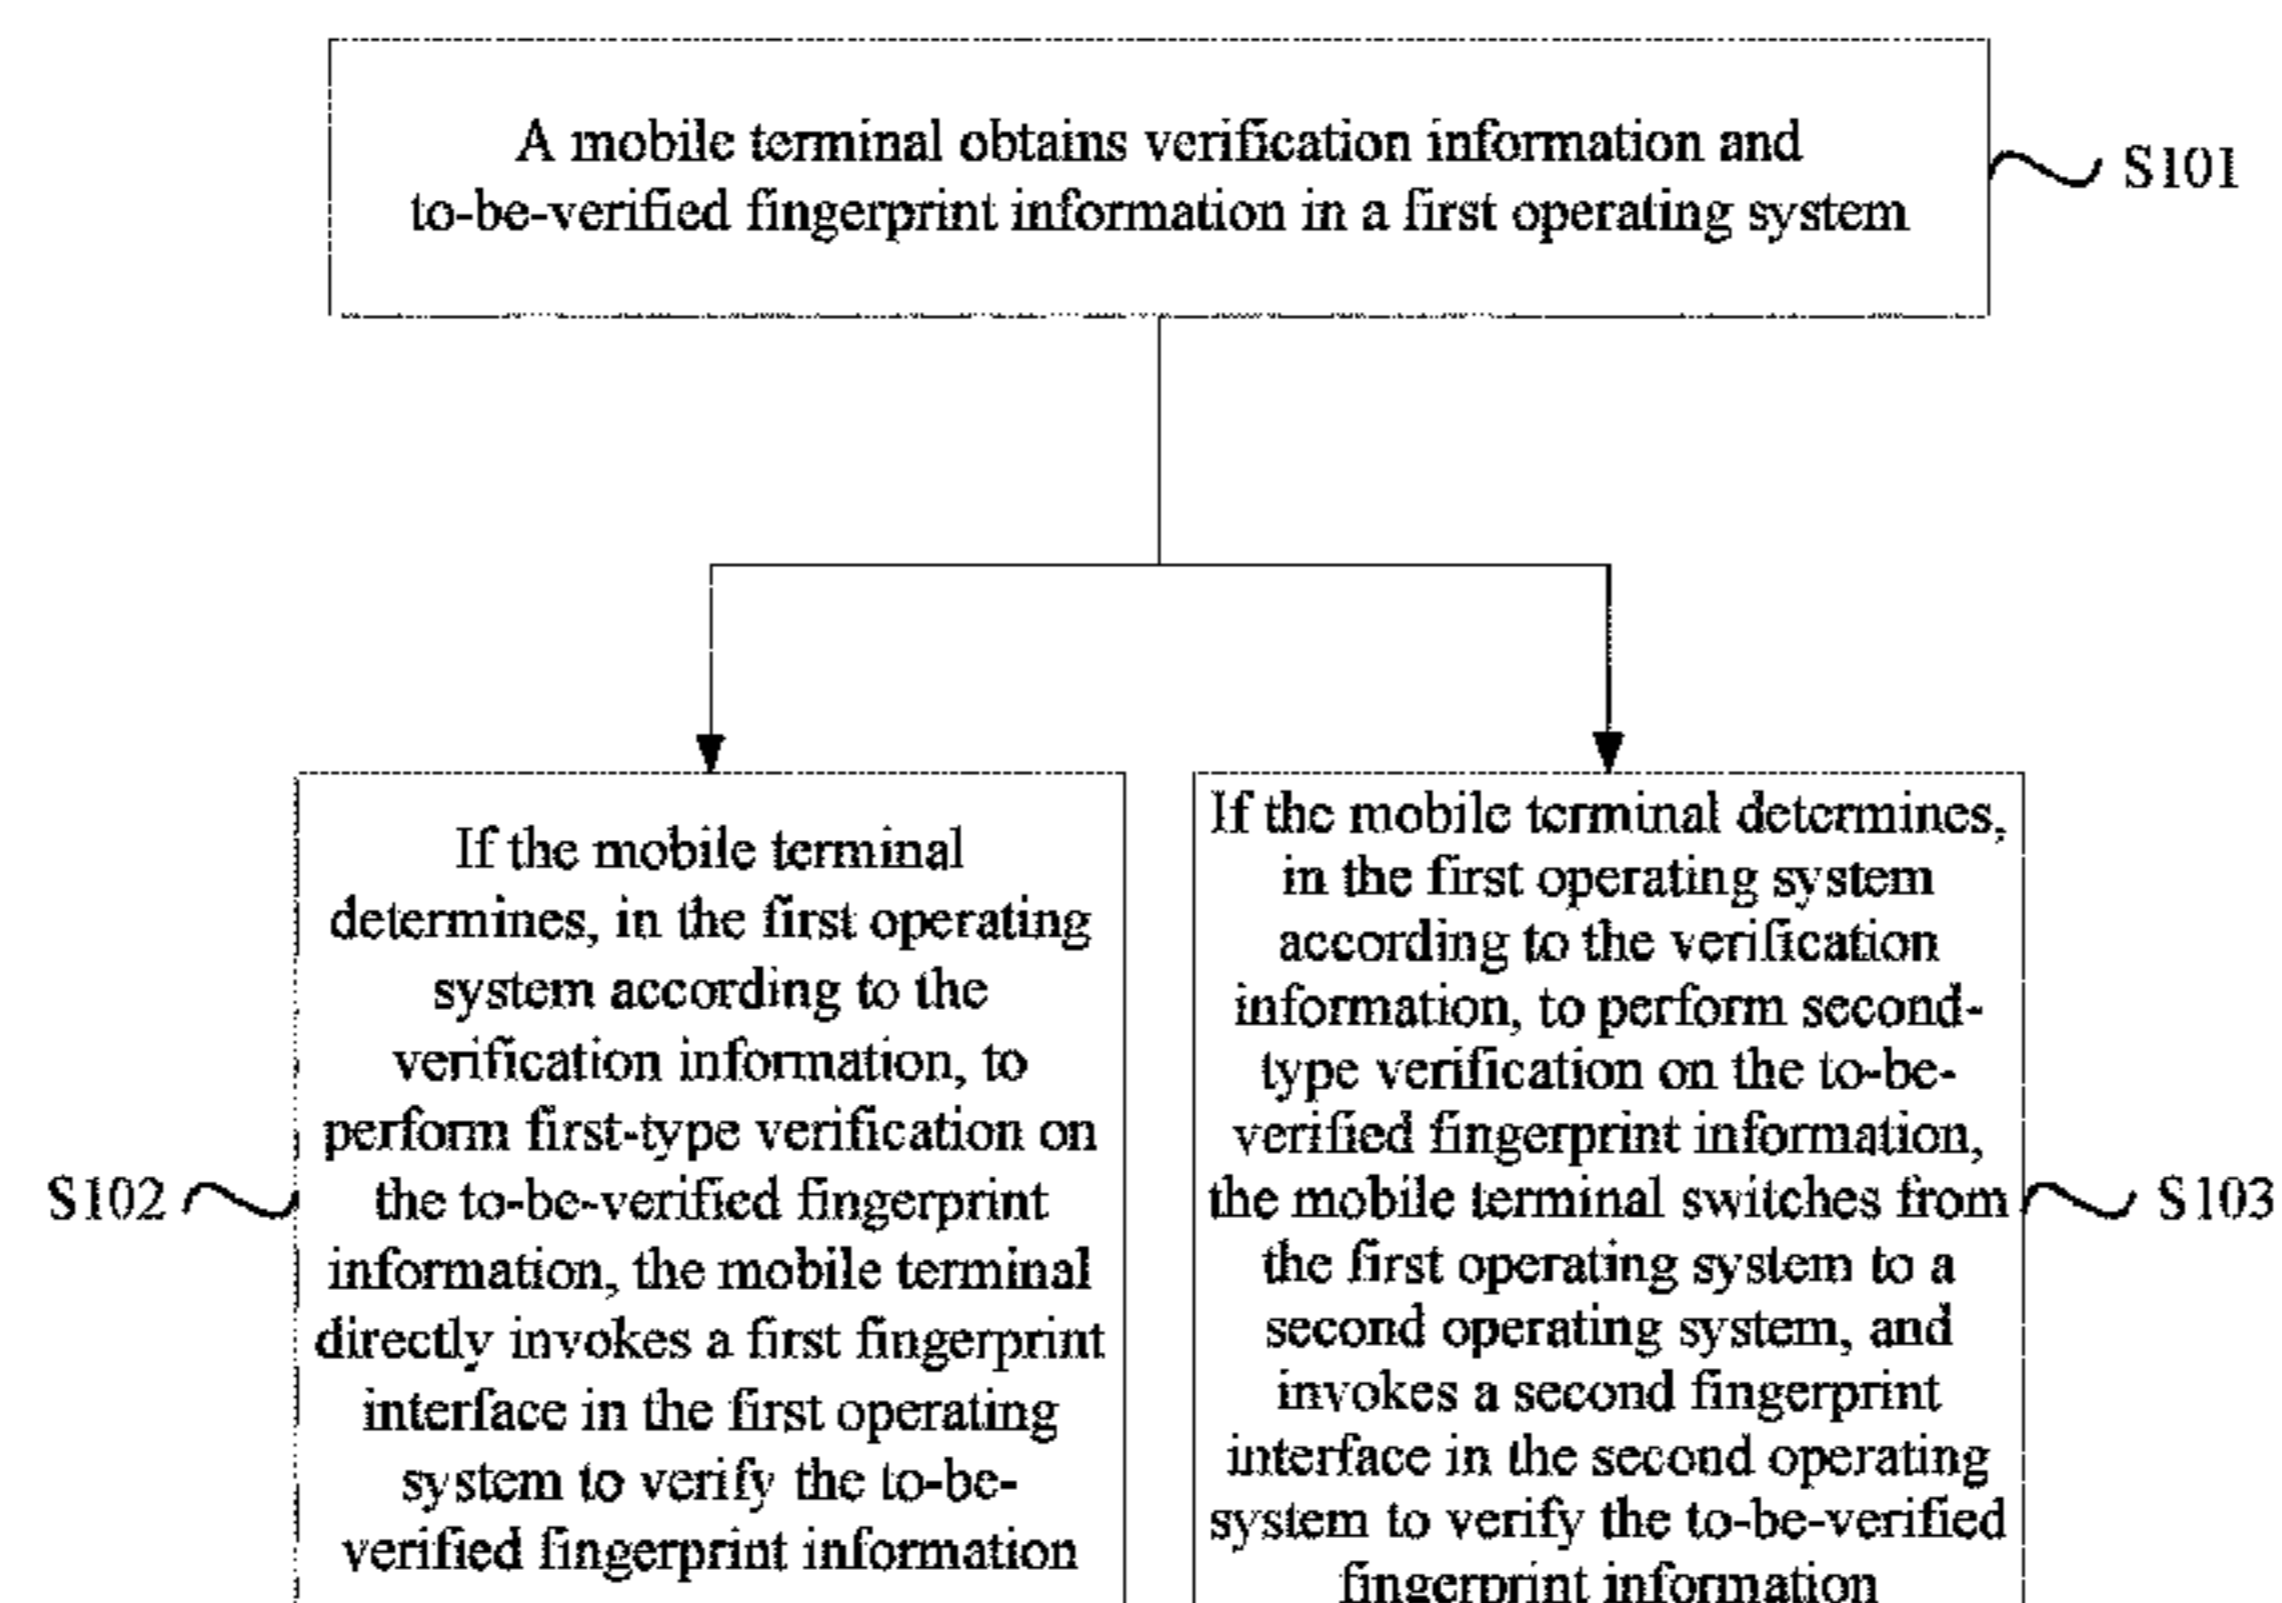 A mobile terminal obtains verification information and
to-be-verified fingerprint information in a first operating system
S101
If the mobile terminal
determines, in the first operating
system according to the
verification information, to
perform first-type verification on
the to-be-verified fingerprint
information, the mobile terminal
directly invokes a first fingerprint
interface in the first operating
system to verify the to-be-
verified fingerprint information
S102
If the mobile terminal determines,
in the first operating system
according to the verification
information, to perform second-
type verification on the to-be-
verified fingerprint information,
the mobile terminal switches from
the first operating system to a
second operating system, and
invokes a second fingerprint
interface in the second operating
system to verify the to-be-verified
fingerprint information
S103